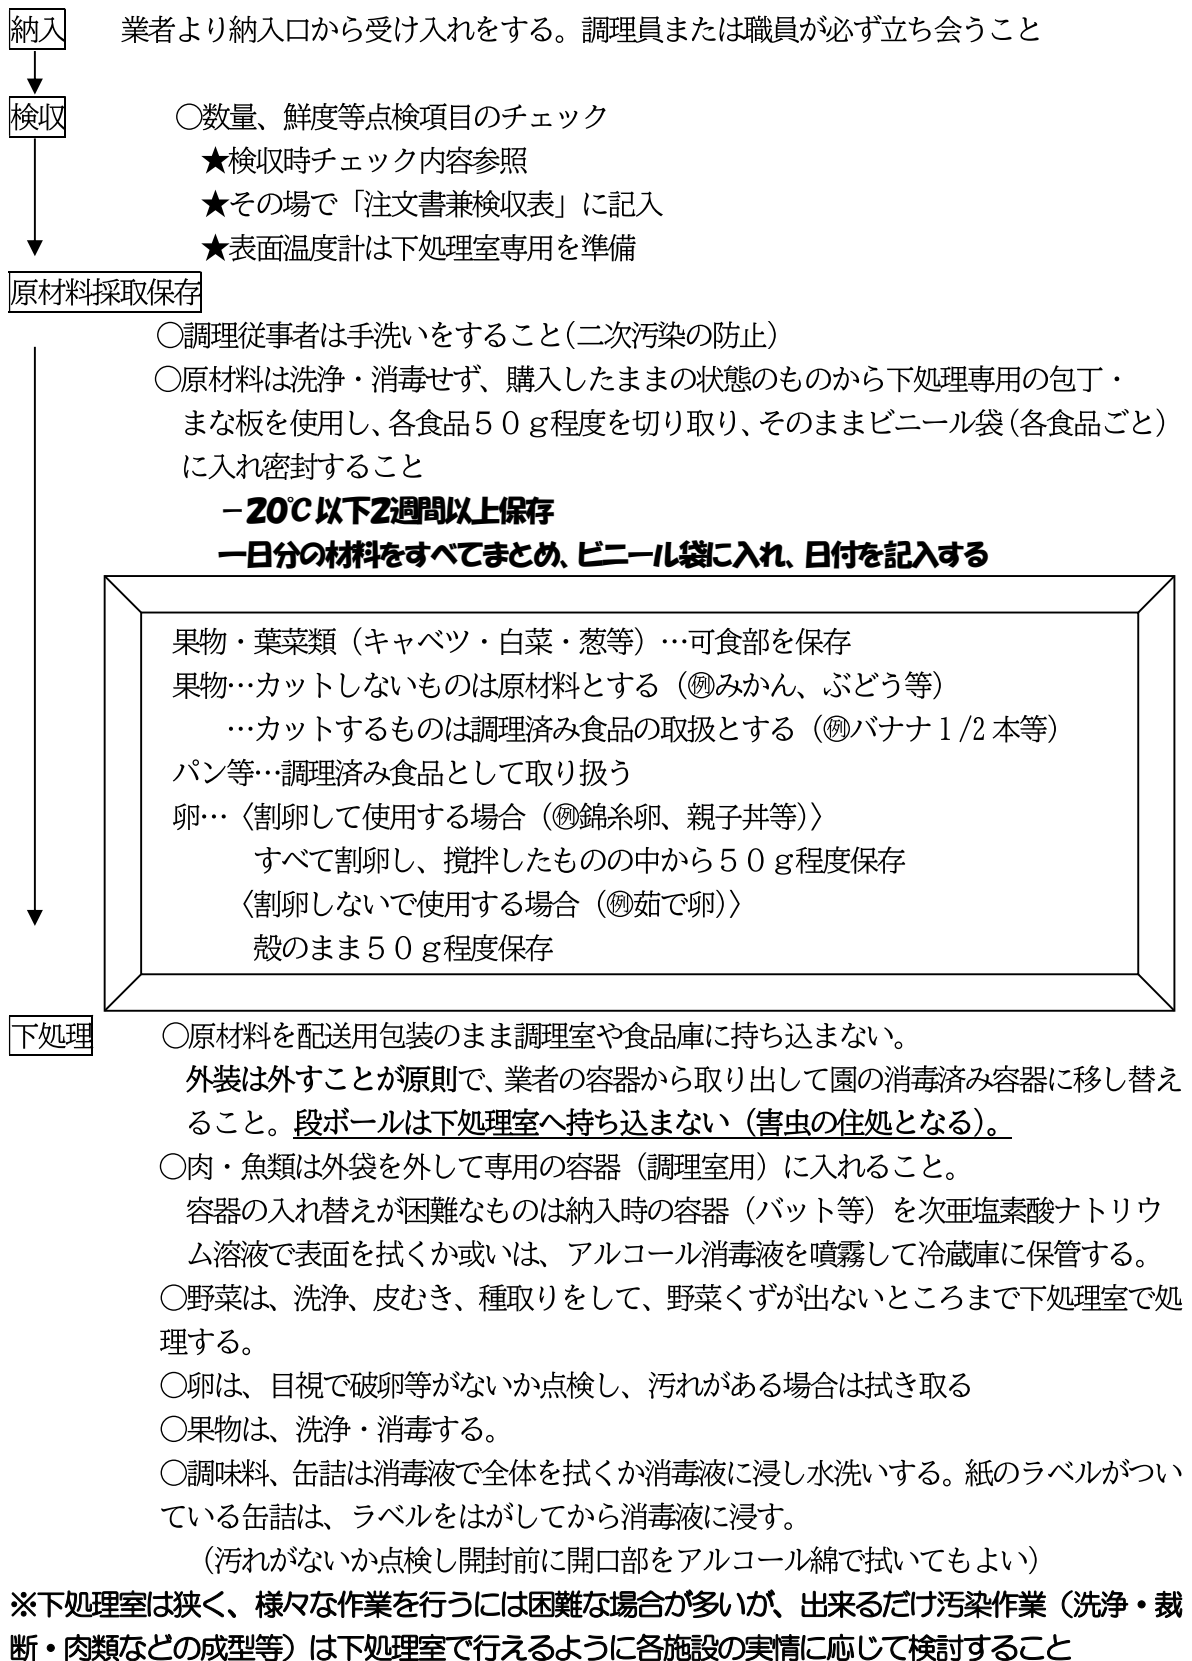 納入　業者より納入口から受け入れをする。調理員または職員が必ず立ち会うこと
検収　○数量、鮮度等点検項目のチェック
★検収時チェック内容参照
★その場で「注文書兼検収表」に記入
★表面温度計は下処理室専用を準備
原材料採取保存
○調理従事者は手洗いをすること（二次汚染の防止）
○原材料は洗浄・消毒せず、購入したままの状態のものから下処理専用の包丁・
まな板を使用し、各食品５０ｇ程度を切り取り、そのままビニール袋（各食品ごと）
に入れ密封すること
－20℃以下2週間以上保存
一日分の材料をすべてまとめ、ビニール袋に入れ、日付を記入する
果物・葉菜類（キャベツ・白菜・葱等）…可食部を保存
果物…カットしないものは原材料とする（㋹みかん、ぶどう等）
…カットするものは調理済み食品の取扱とする（例バナナ１/2 本等）
パン等…調理済み食品として取り扱う
卵…〈割卵して使用する場合（例錦糸卵、親子丼等）〉
すべて割卵し、撹拌したものの中から５０ｇ程度保存
〈割卵しないで使用する場合（例茹で卵）〉
殻のまま５０ｇ程度保存
下処理　○原材料を配送用包装のまま調理室や食品庫に持ち込まない。
外装は外すことが原則で、業者の容器から取り出して園の消毒済み容器に移し替え
ること。段ボールは下処理室へ持ち込まない（害虫の住処となる）。
○肉・魚類は外袋を外して専用の容器（調理室用）に入れること。
容器の入れ替えが困難なものは納入時の容器（バット等）を次亜塩素酸ナトリウ
ム溶液で表面を拭くか或いは、アルコール消毒液を噴霧して冷蔵庫に保管する。
○野菜は、洗浄、皮むき、種取りをして、野菜くずが出ないところまで下処理室で処
理する。
○卵は、目視で破卵等がないか点検し、汚れがある場合は拭き取る
○果物は、洗浄・消毒する。
○調味料、缶詰は消毒液で全体を拭くか消毒液に浸し水洗いする。紙のラベルがつい
ている缶詰は、ラベルをはがしてから消毒液に浸す。
（汚れがないか点検し開封前に開口部をアルコール綿で拭いてもよい）
※下処理室は狭く、様々な作業を行うには困難な場合が多いが、出来るだけ汚染作業（洗浄・裁
断・肉類などの成型等）は下処理室で行えるように各施設の実情に応じて検討すること